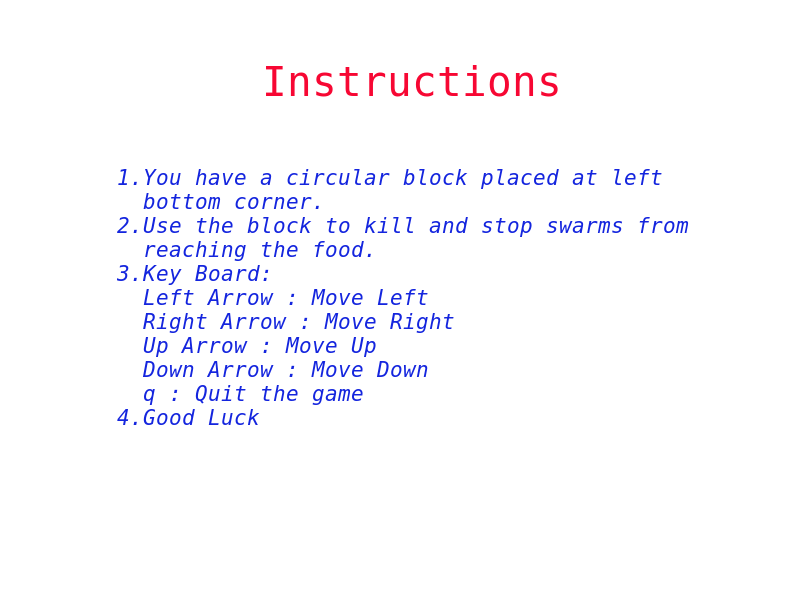 Instructions
1.You have a circular block placed at left
bottom corner.
2.Use the block to kill and stop swarms from
reaching the food.
3.Key Board:
Left Arrow : Move Left
Right Arrow : Move Right
Up Arrow : Move Up
Down Arrow : Move Down
q : Quit the game
4.Good Luck